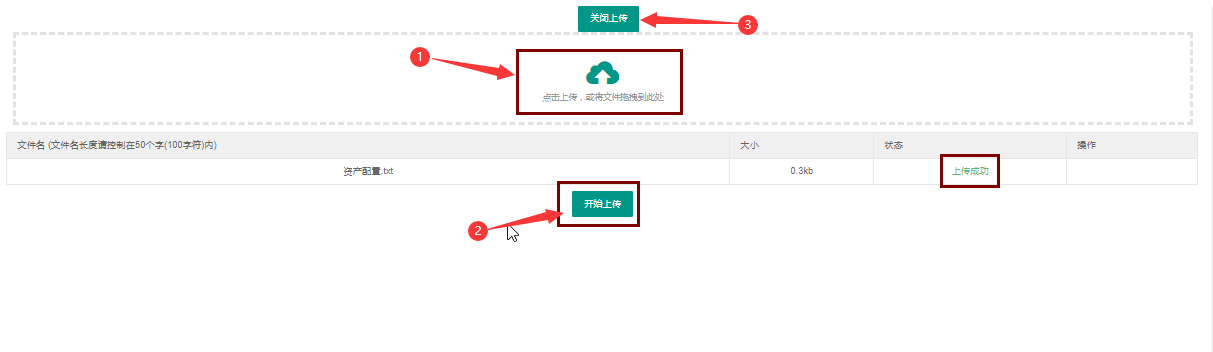 关闭上传
3
1
点击上传，或将文件拖拽到此处
文件名 (文件名长度请控制在50个字(100字符)内) 大小 状态 操作
资产配置.txt 0.3kb 上传成功
开始上传
2